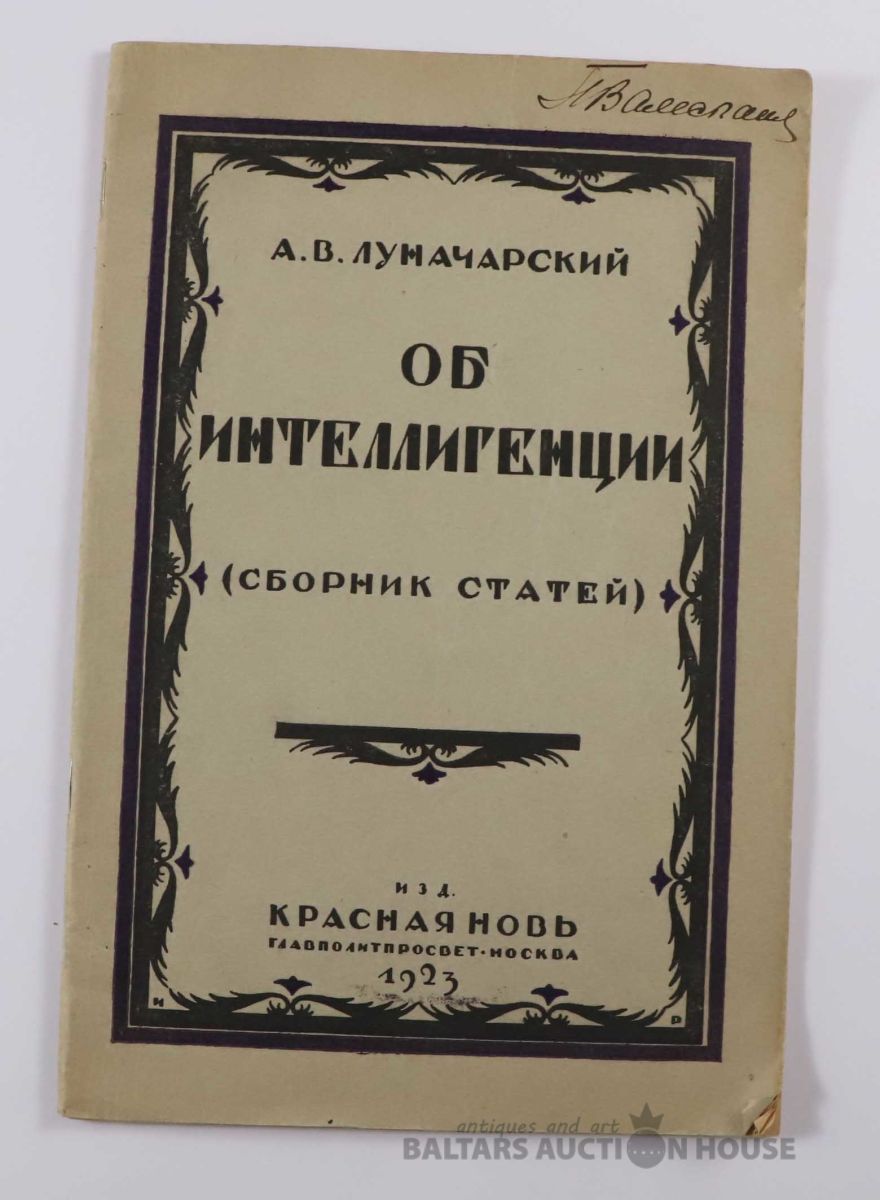 А. В. ЛУНАЧАРСКИЙ
ОБ
ИНТЕЛЛИГЕНЦИИ
(СБОРНИК СТАТЕЙ)
ИЗД.
КРАСНАЯ НОВЬ
ГЛАВПОЛИТПРОСВЕТ·МОСКВА
1923
И Р
antiques and art
BALTARS AUCTION HOUSE